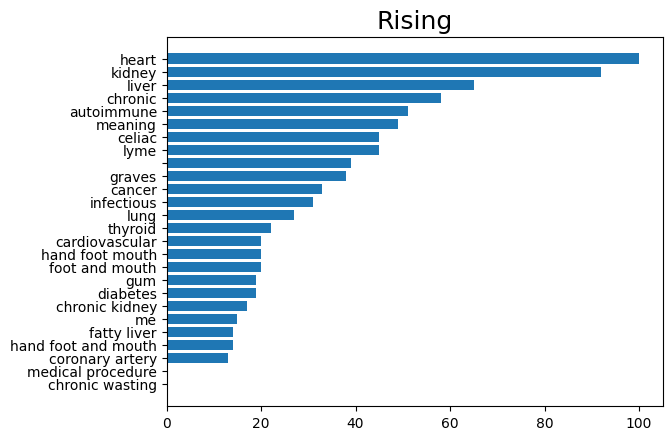 Rising
heart
kidney
liver
chronic
autoimmune
meaning
celiac
lyme
graves
cancer
infectious
lung
thyroid
cardiovascular
hand foot mouth
foot and mouth
gum
diabetes
chronic kidney
me
fatty liver
hand foot and mouth
coronary artery
medical procedure
chronic wasting
0 20 40 60 80 100